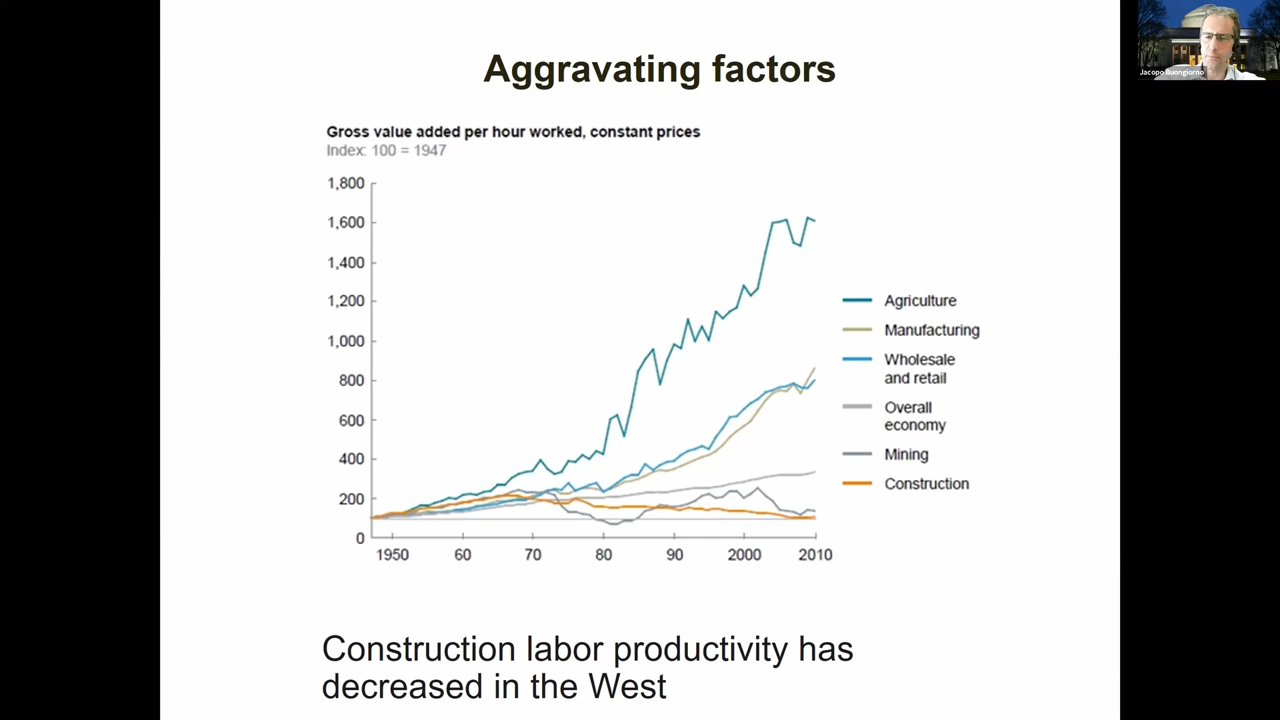 Aggravating factors
Jacopo Buongiorno
Gross value added per hour worked, constant prices
Index: 100 = 1947
1,800
1,600
1,400
1,200
1,000
800
600
400
200
0
1950
60
70
80
90
2000
2010
Agriculture
Manufacturing
Wholesale
and retail
Overall
economy
Mining
Construction
Construction labor productivity has
decreased in the West